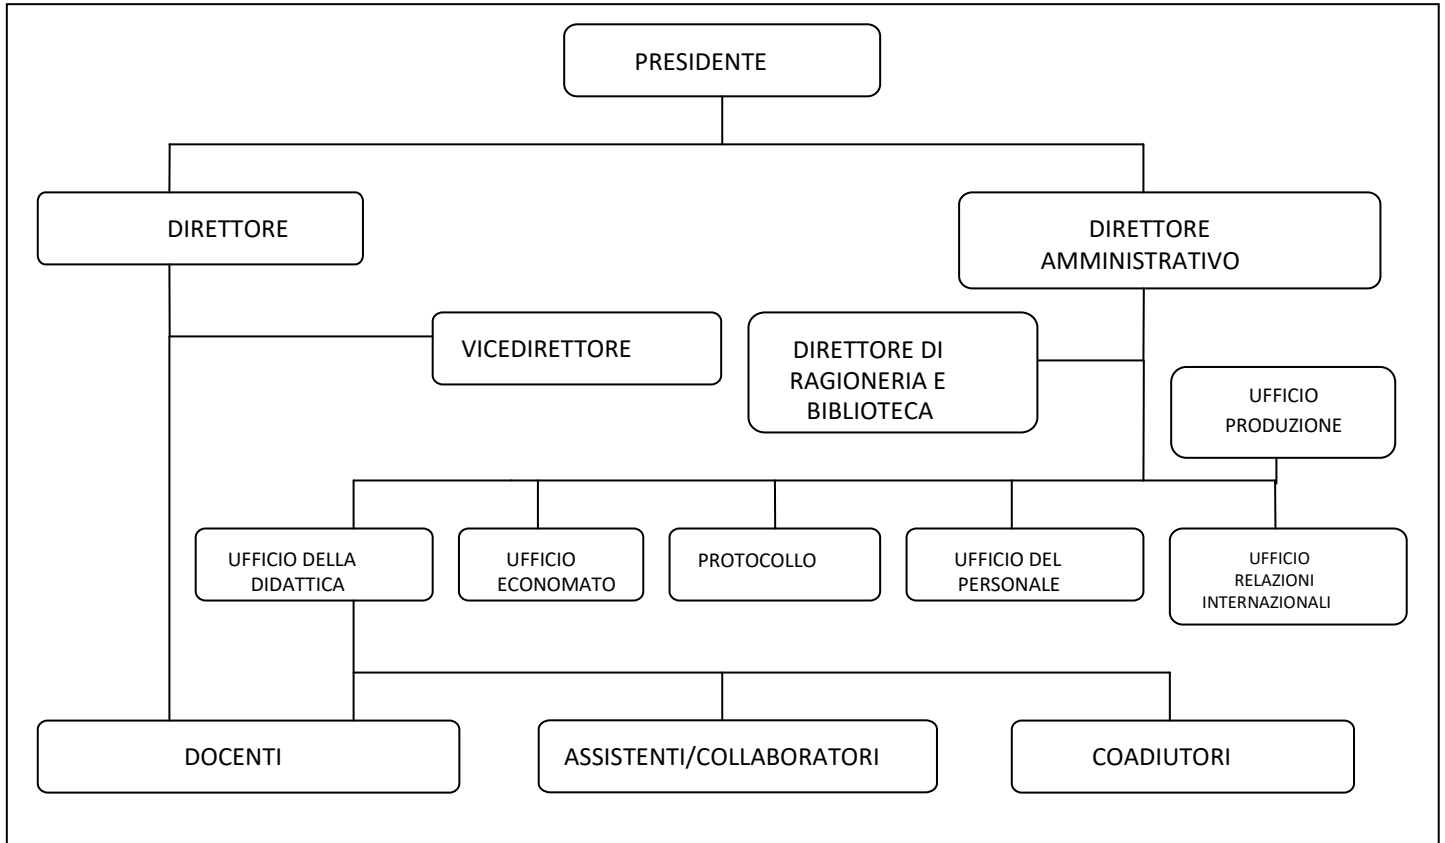 PRESIDENTE
DIRETTORE
DIRETTORE
AMMINISTRATIVO
VICEDIRETTORE
DIRETTORE DI
RAGIONERIA E
BIBLIOTECA
UFFICIO
PRODUZIONE
UFFICIO DELLA
DIDATTICA
UFFICIO
ECONOMATO
PROTOCOLLO
UFFICIO DEL
PERSONALE
UFFICIO
RELAZIONI
INTERNAZIONALI
DOCENTI
ASSISTENTI/COLLABORATORI
COADIUTORI